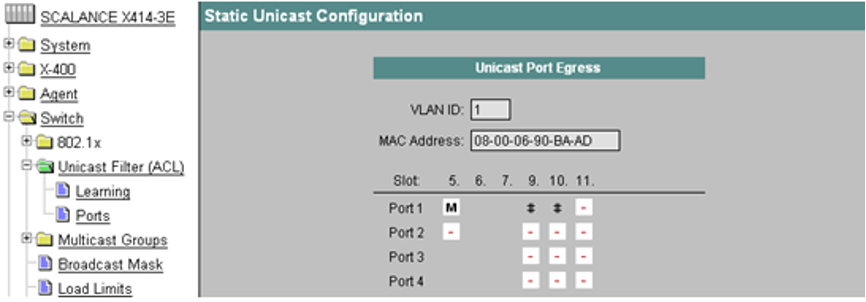 SCALANCE X414-3E
System
X-400
Agent
Switch
802.1x
Unicast Filter (ACL)
Learning
Ports
Multicast Groups
Broadcast Mask
Load Limits
Static Unicast Configuration
Unicast Port Egress
VLAN ID: 1
MAC Address: 08-00-06-90-BA-AD
Slot: 5. 6. 7. 9. 10. 11.
Port 1 M ‡ ‡ -
Port 2 - - - -
Port 3 - - -
Port 4 - - -